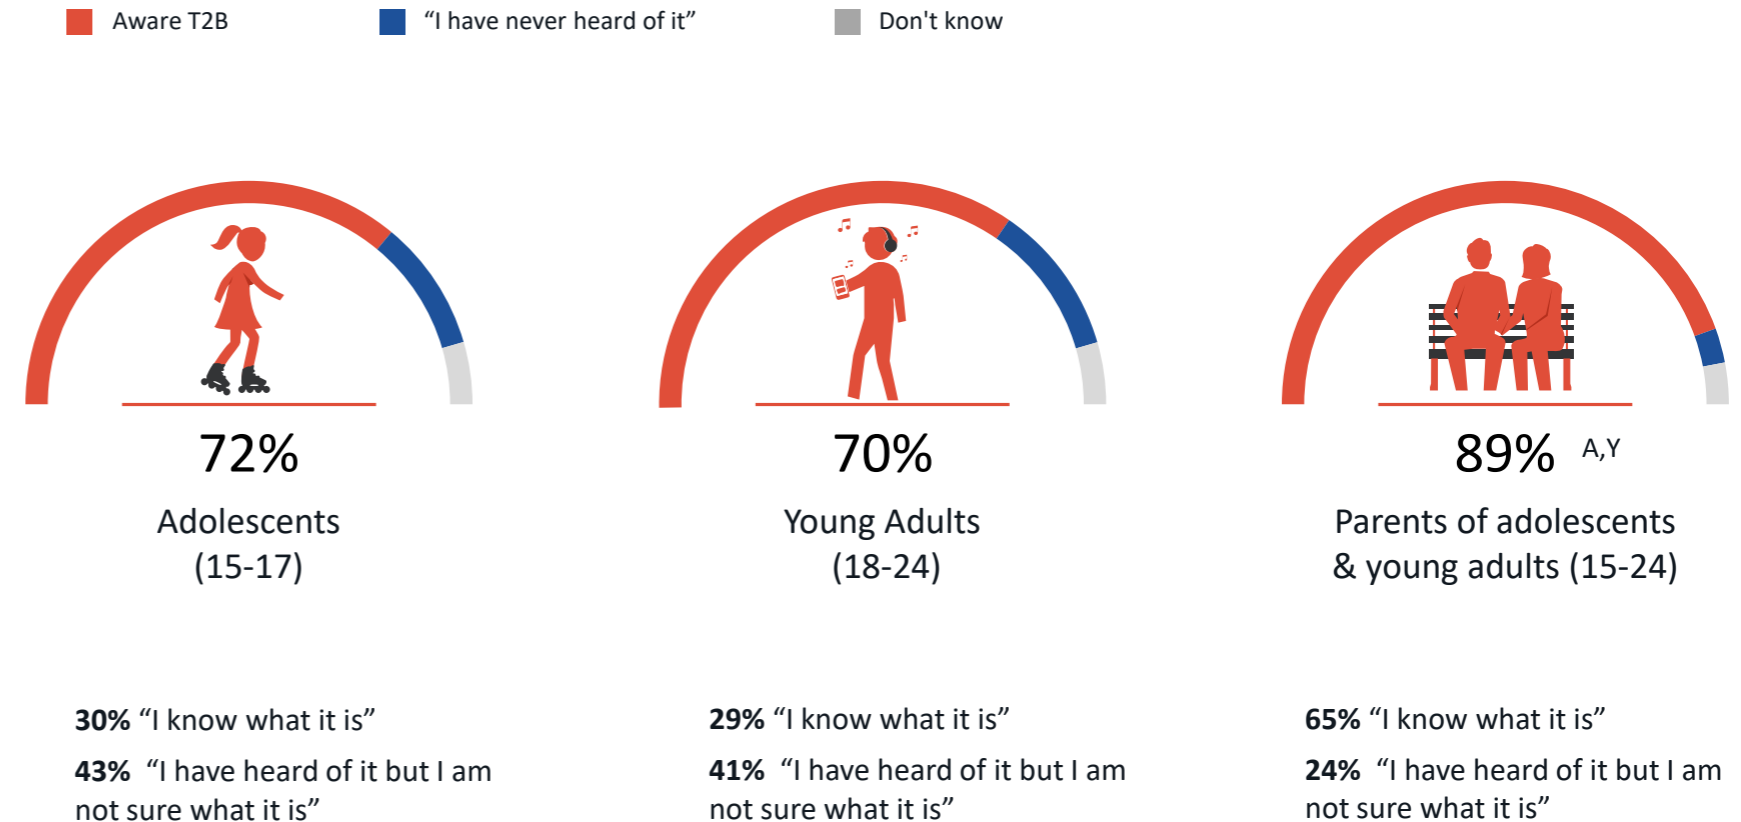 Aware T2B
“I have never heard of it”
Don't know
72%
Adolescents
(15-17)
30% “I know what it is”
43% “I have heard of it but I am
not sure what it is”
70%
Young Adults
(18-24)
29% “I know what it is”
41% “I have heard of it but I am
not sure what it is”
89% A,Y
Parents of adolescents
& young adults (15-24)
65% “I know what it is”
24% “I have heard of it but I am
not sure what it is”